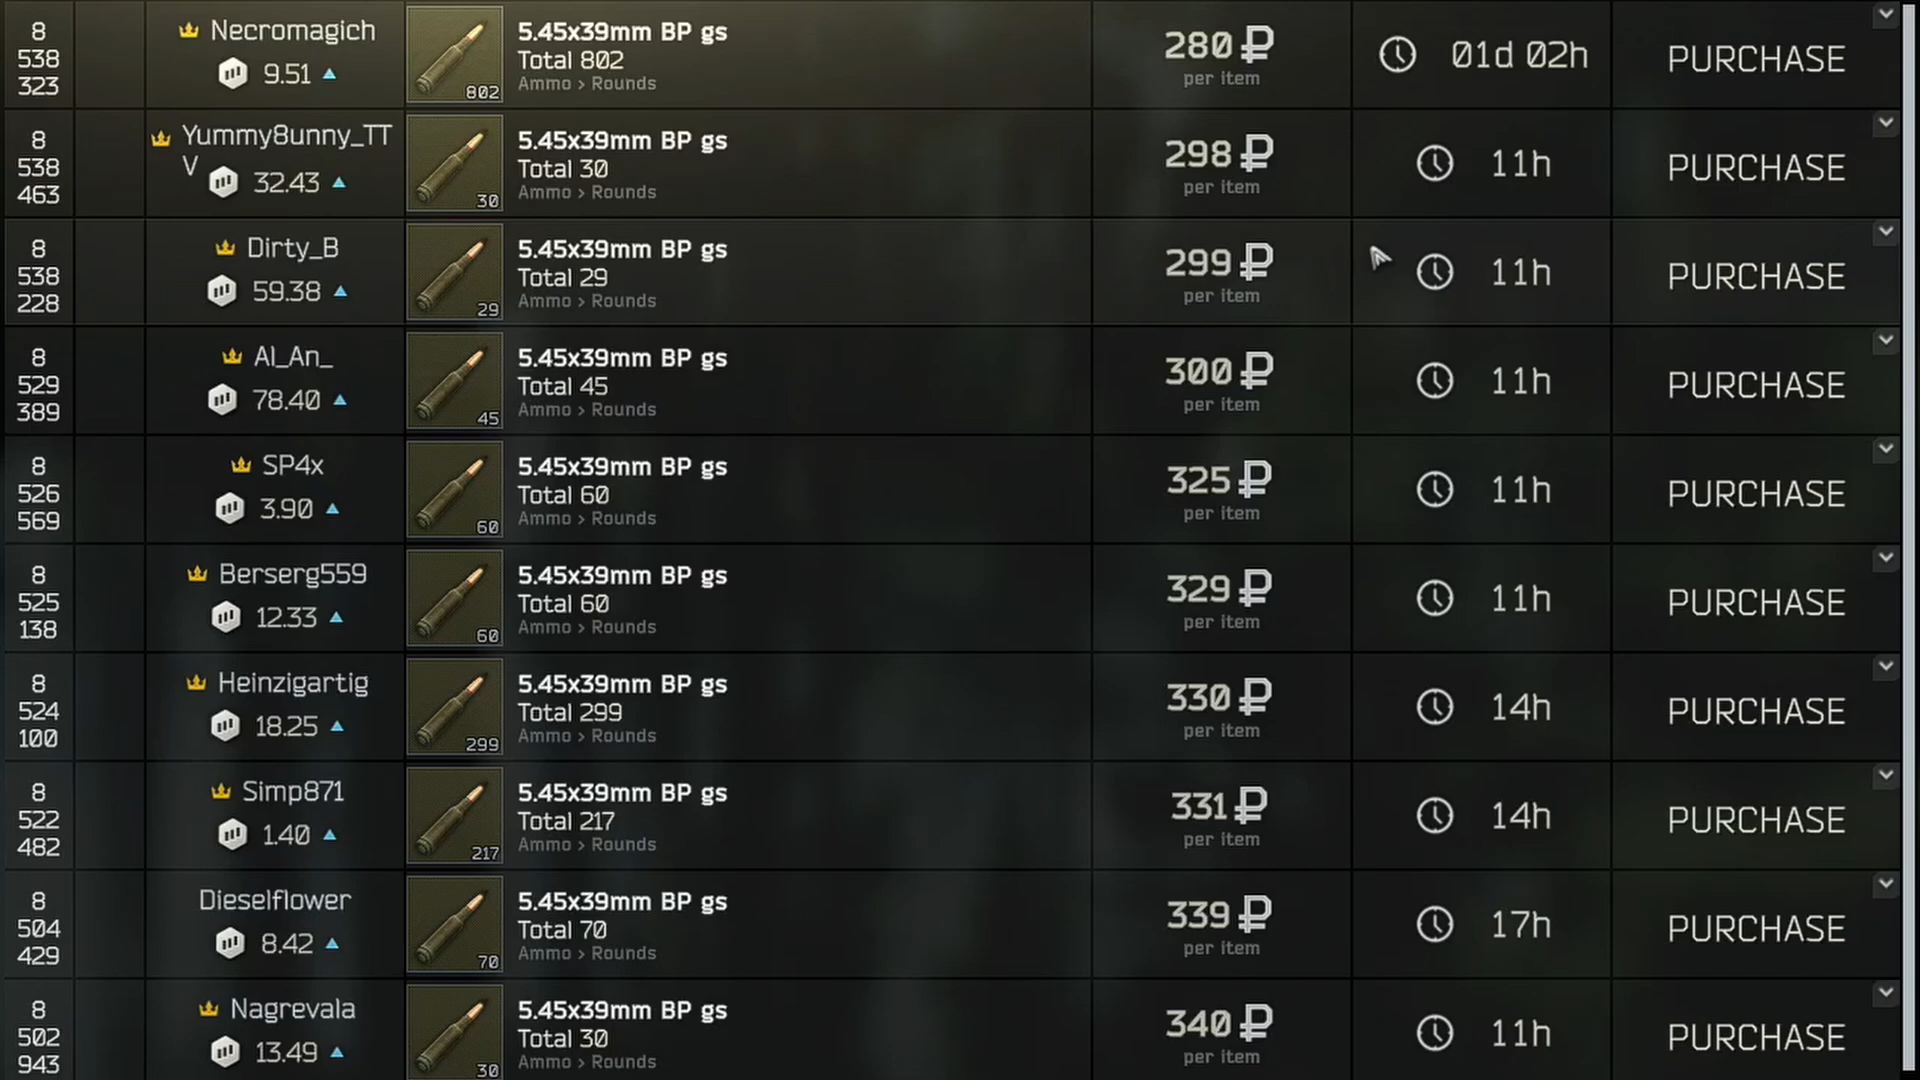 8
538
323
Necromagich
9.51
802
5.45x39mm BP gs
Total 802
Ammo > Rounds
280 ₽
per item
01d 02h
PURCHASE
8
538
463
Yummy8unny_TT
V
32.43
30
5.45x39mm BP gs
Total 30
Ammo > Rounds
298 ₽
per item
11h
PURCHASE
8
538
228
Dirty_B
59.38
29
5.45x39mm BP gs
Total 29
Ammo > Rounds
299 ₽
per item
11h
PURCHASE
8
529
389
Al_An_
78.40
45
5.45x39mm BP gs
Total 45
Ammo > Rounds
300 ₽
per item
11h
PURCHASE
8
526
569
SP4x
3.90
60
5.45x39mm BP gs
Total 60
Ammo > Rounds
325 ₽
per item
11h
PURCHASE
8
525
138
Berserg559
12.33
60
5.45x39mm BP gs
Total 60
Ammo > Rounds
329 ₽
per item
11h
PURCHASE
8
524
100
Heinzigartig
18.25
299
5.45x39mm BP gs
Total 299
Ammo > Rounds
330 ₽
per item
14h
PURCHASE
8
522
482
Simp871
1.40
217
5.45x39mm BP gs
Total 217
Ammo > Rounds
331 ₽
per item
14h
PURCHASE
8
504
429
Dieselflower
8.42
70
5.45x39mm BP gs
Total 70
Ammo > Rounds
339 ₽
per item
17h
PURCHASE
8
502
943
Nagrevala
13.49
30
5.45x39mm BP gs
Total 30
Ammo > Rounds
340 ₽
per item
11h
PURCHASE